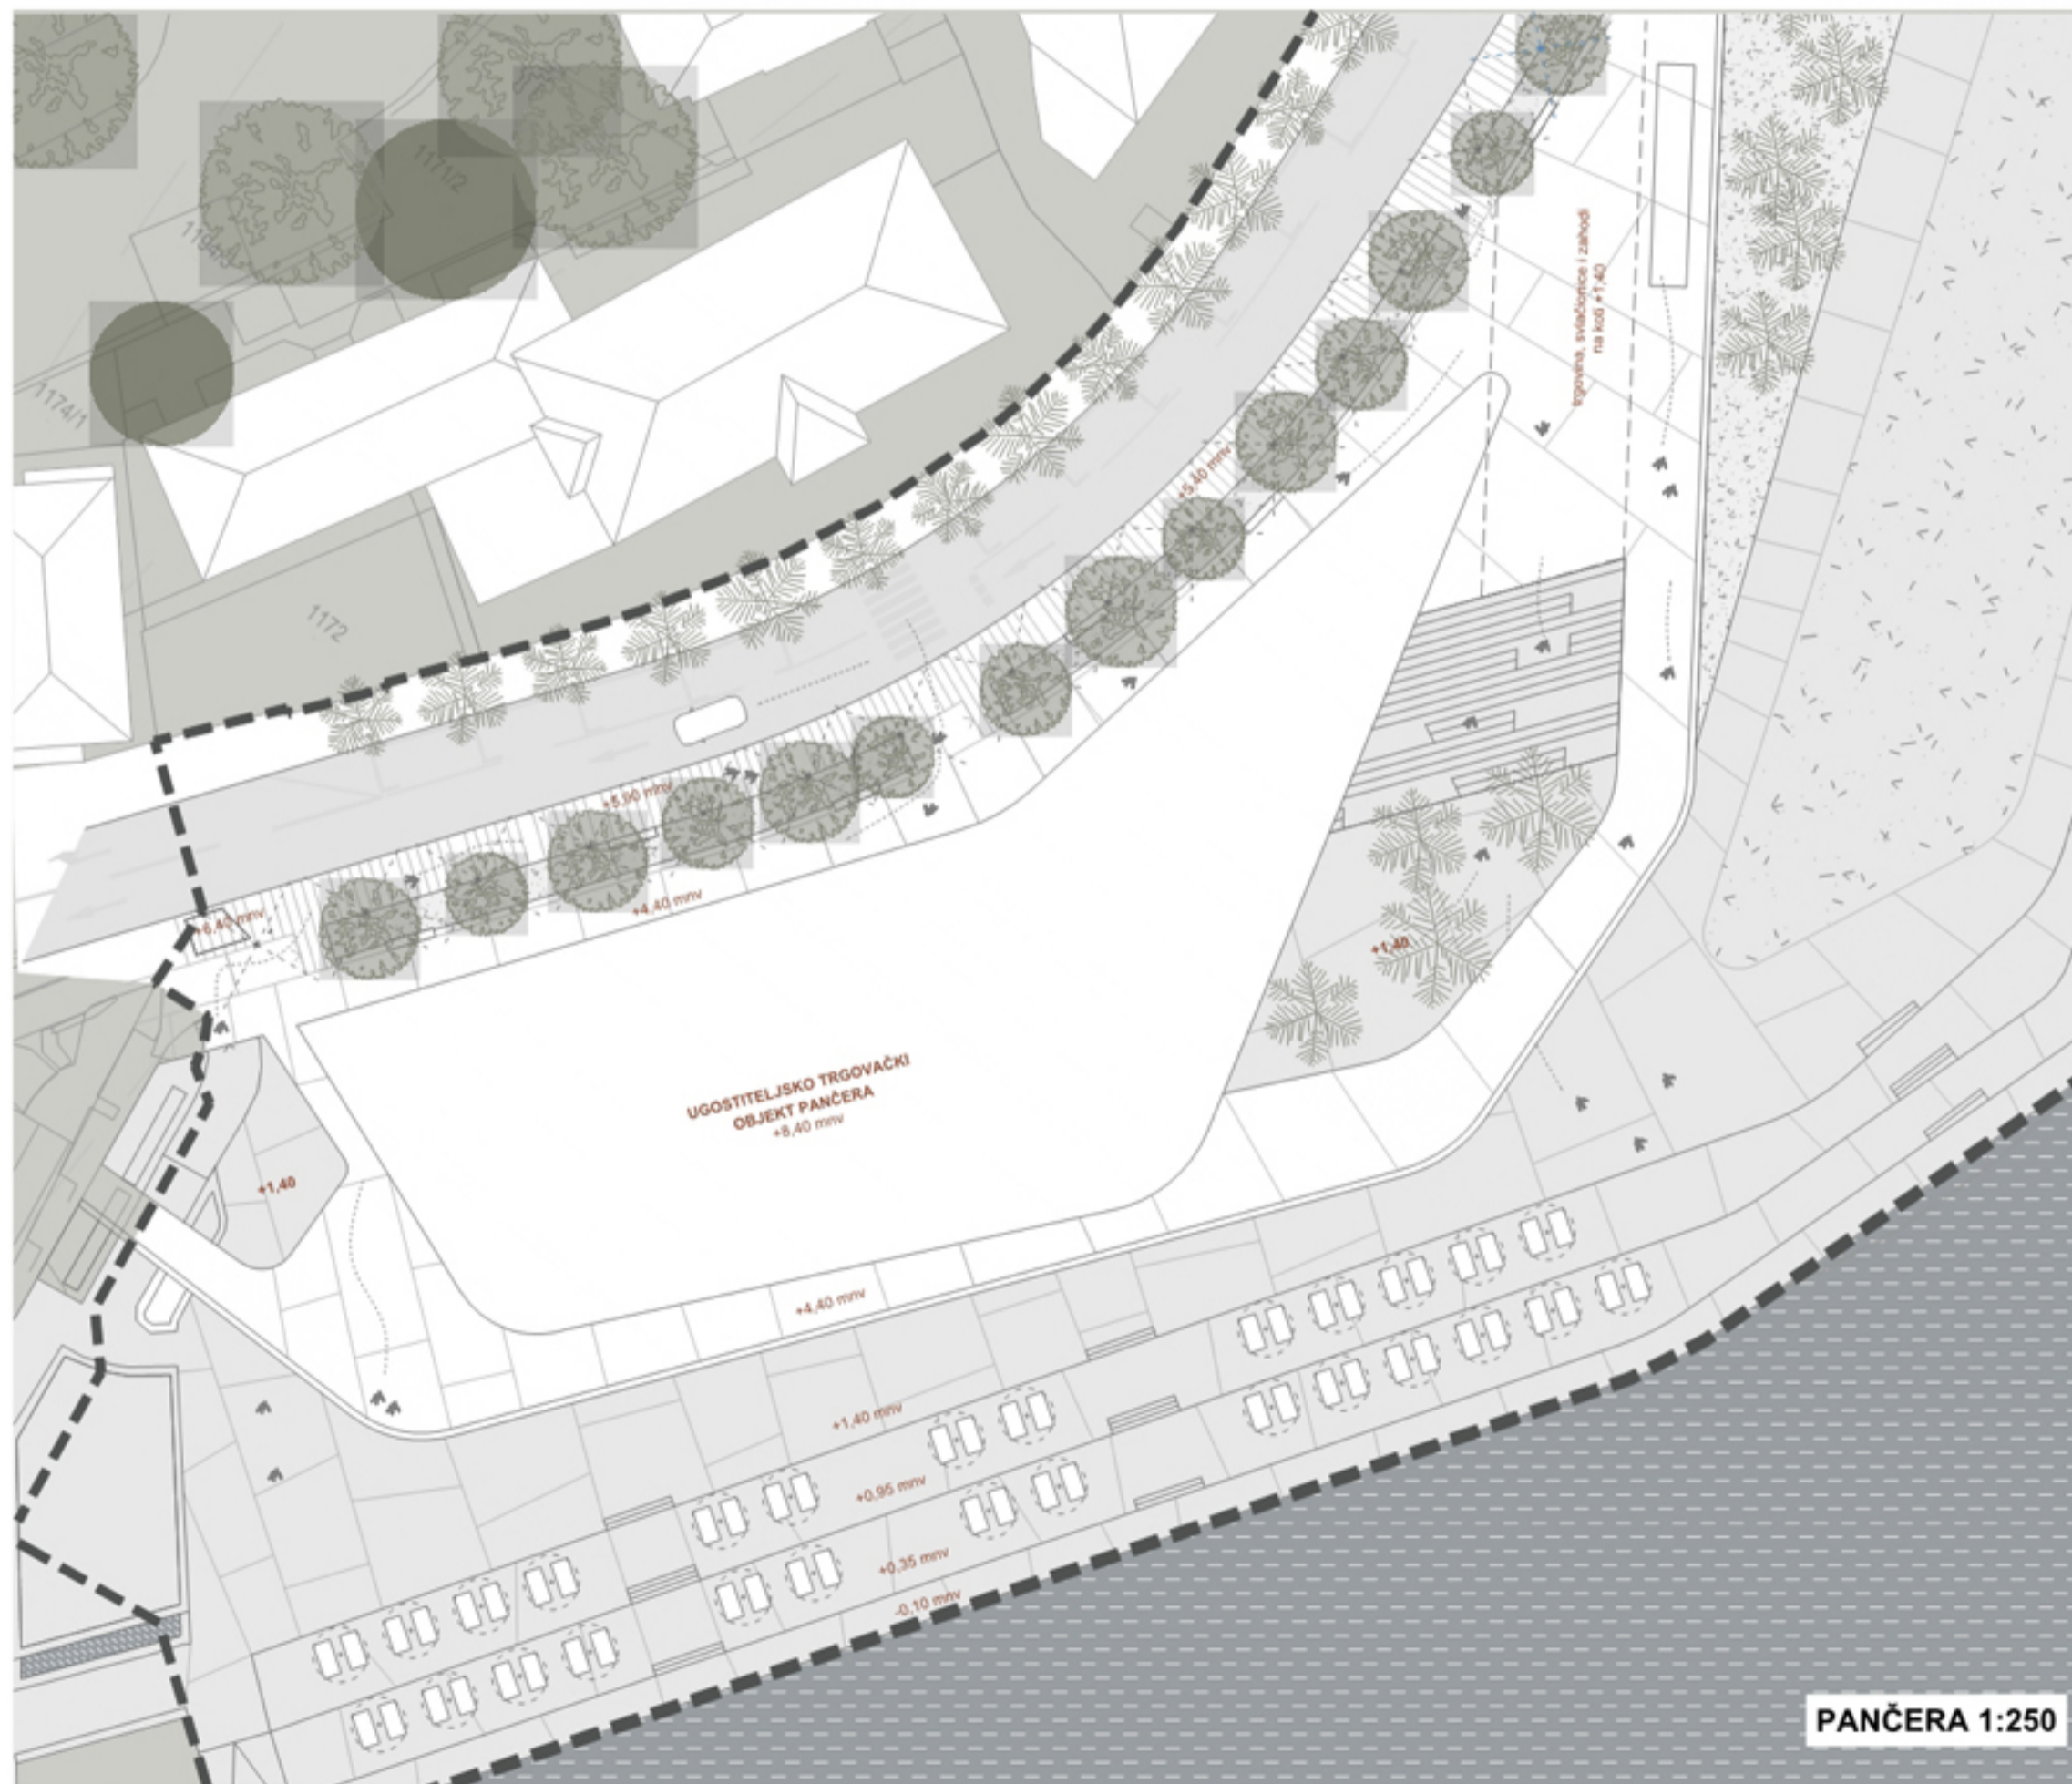 1171/2
1174/1
1172
trgovina, svlačionice i zahodi
na koti +1,40
+5,40 mnv
+5,90 mnv
+4,40 mnv
+6,40 mnv
+1,40
UGOSTITELJSKO TRGOVAČKI
OBJEKT PANČERA
+8,40 mnv
+1,40
+4,40 mnv
+1,40 mnv
+0,95 mnv
+0,35 mnv
-0,10 mnv
PANČERA 1:250